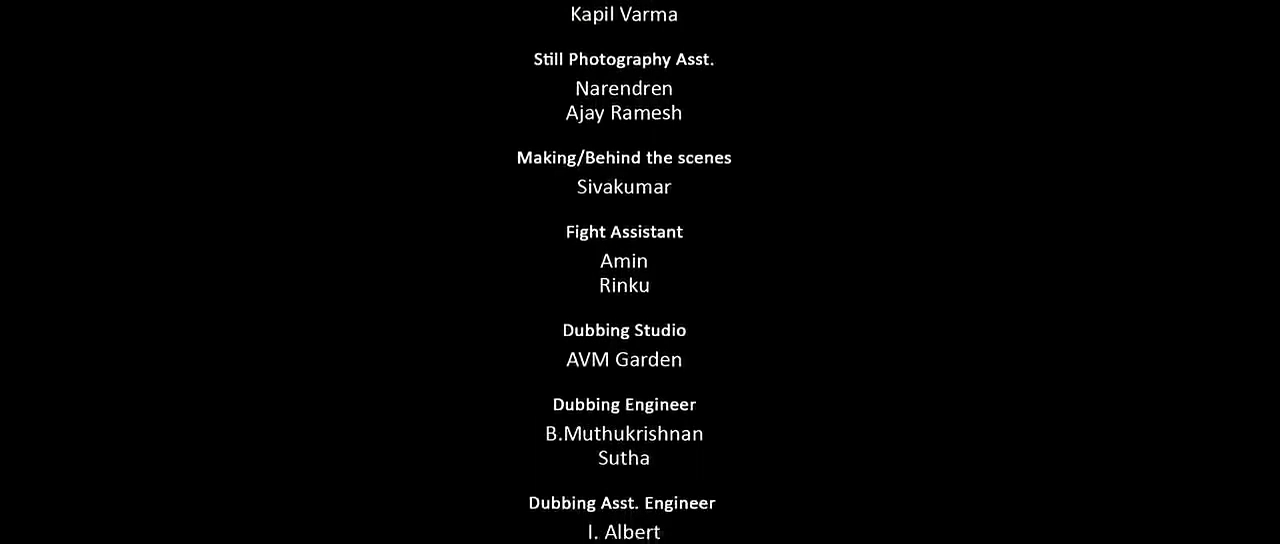 Kapil Varma
Still Photography Asst.
Narendren
Ajay Ramesh
Making/Behind the scenes
Sivakumar
Fight Assistant
Amin
Rinku
Dubbing Studio
AVM Garden
Dubbing Engineer
B.Muthukrishnan
Sutha
Dubbing Asst. Engineer
I. Albert